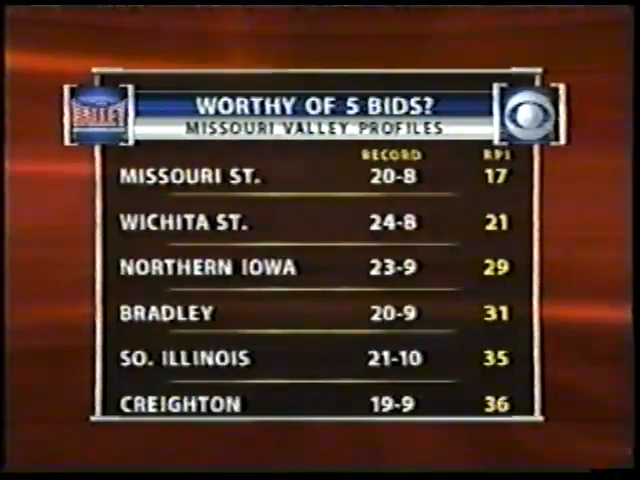 WORTHY OF 5 BIDS?
VALLEY
MISSOURI VALLEY PROFILES
RECORD RPI
MISSOURI ST. 20-8 17
WICHITA ST. 24-8 21
NORTHERN IOWA 23-9 29
BRADLEY 20-9 31
SO. ILLINOIS 21-10 35
CREIGHTON 19-9 36